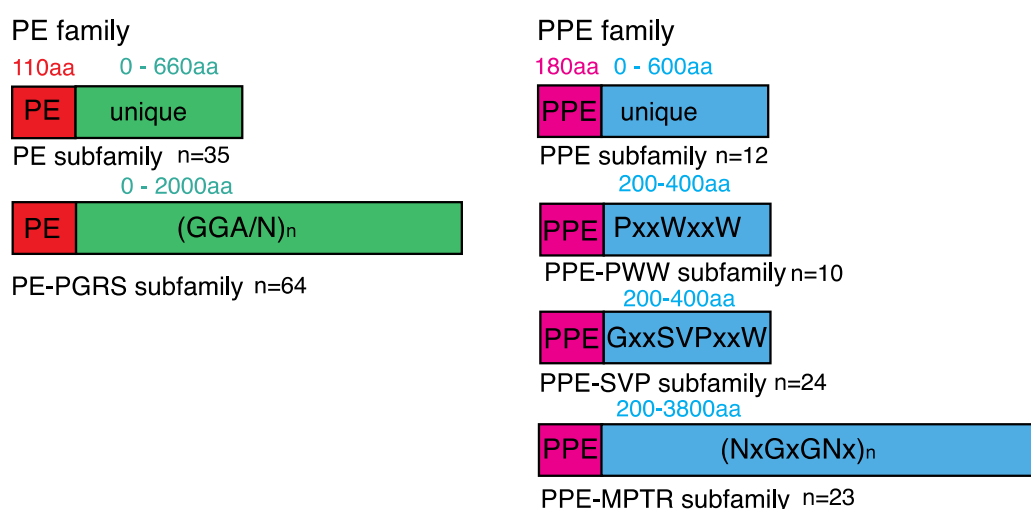 PE family
110aa 0 - 660aa
PE unique
PE subfamily n=35
0 - 2000aa
PE (GGA/N)n
PE-PGRS subfamily n=64
PPE family
180aa 0 - 600aa
PPE unique
PPE subfamily n=12
200-400aa
PPE PxxWxxW
PPE-PWW subfamily n=10
200-400aa
PPE GxxSVPxxW
PPE-SVP subfamily n=24
200-3800aa
PPE (NxGxGNx)n
PPE-MPTR subfamily n=23